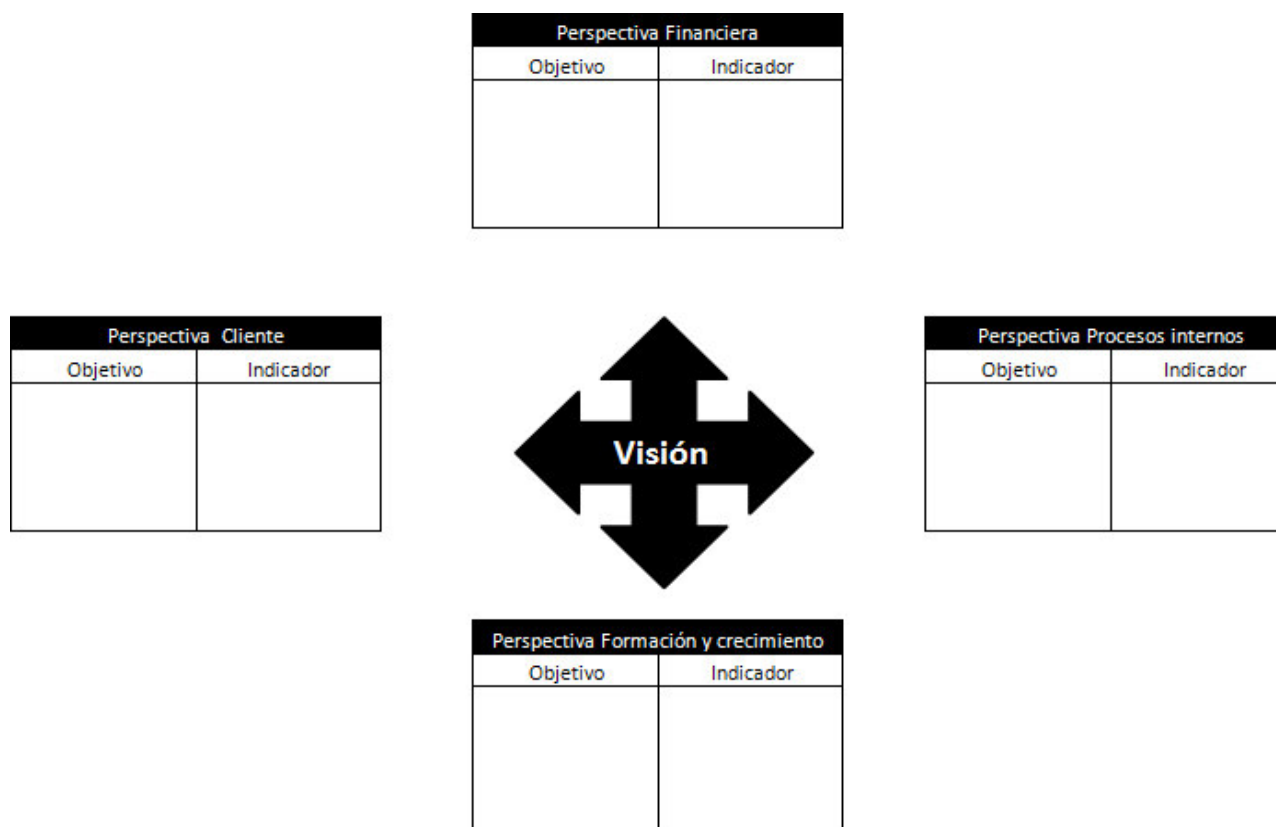 Perspectiva Financiera
Objetivo Indicador
Perspectiva Cliente
Objetivo Indicador
Visión
Perspectiva Procesos internos
Objetivo Indicador
Perspectiva Formación y crecimiento
Objetivo Indicador